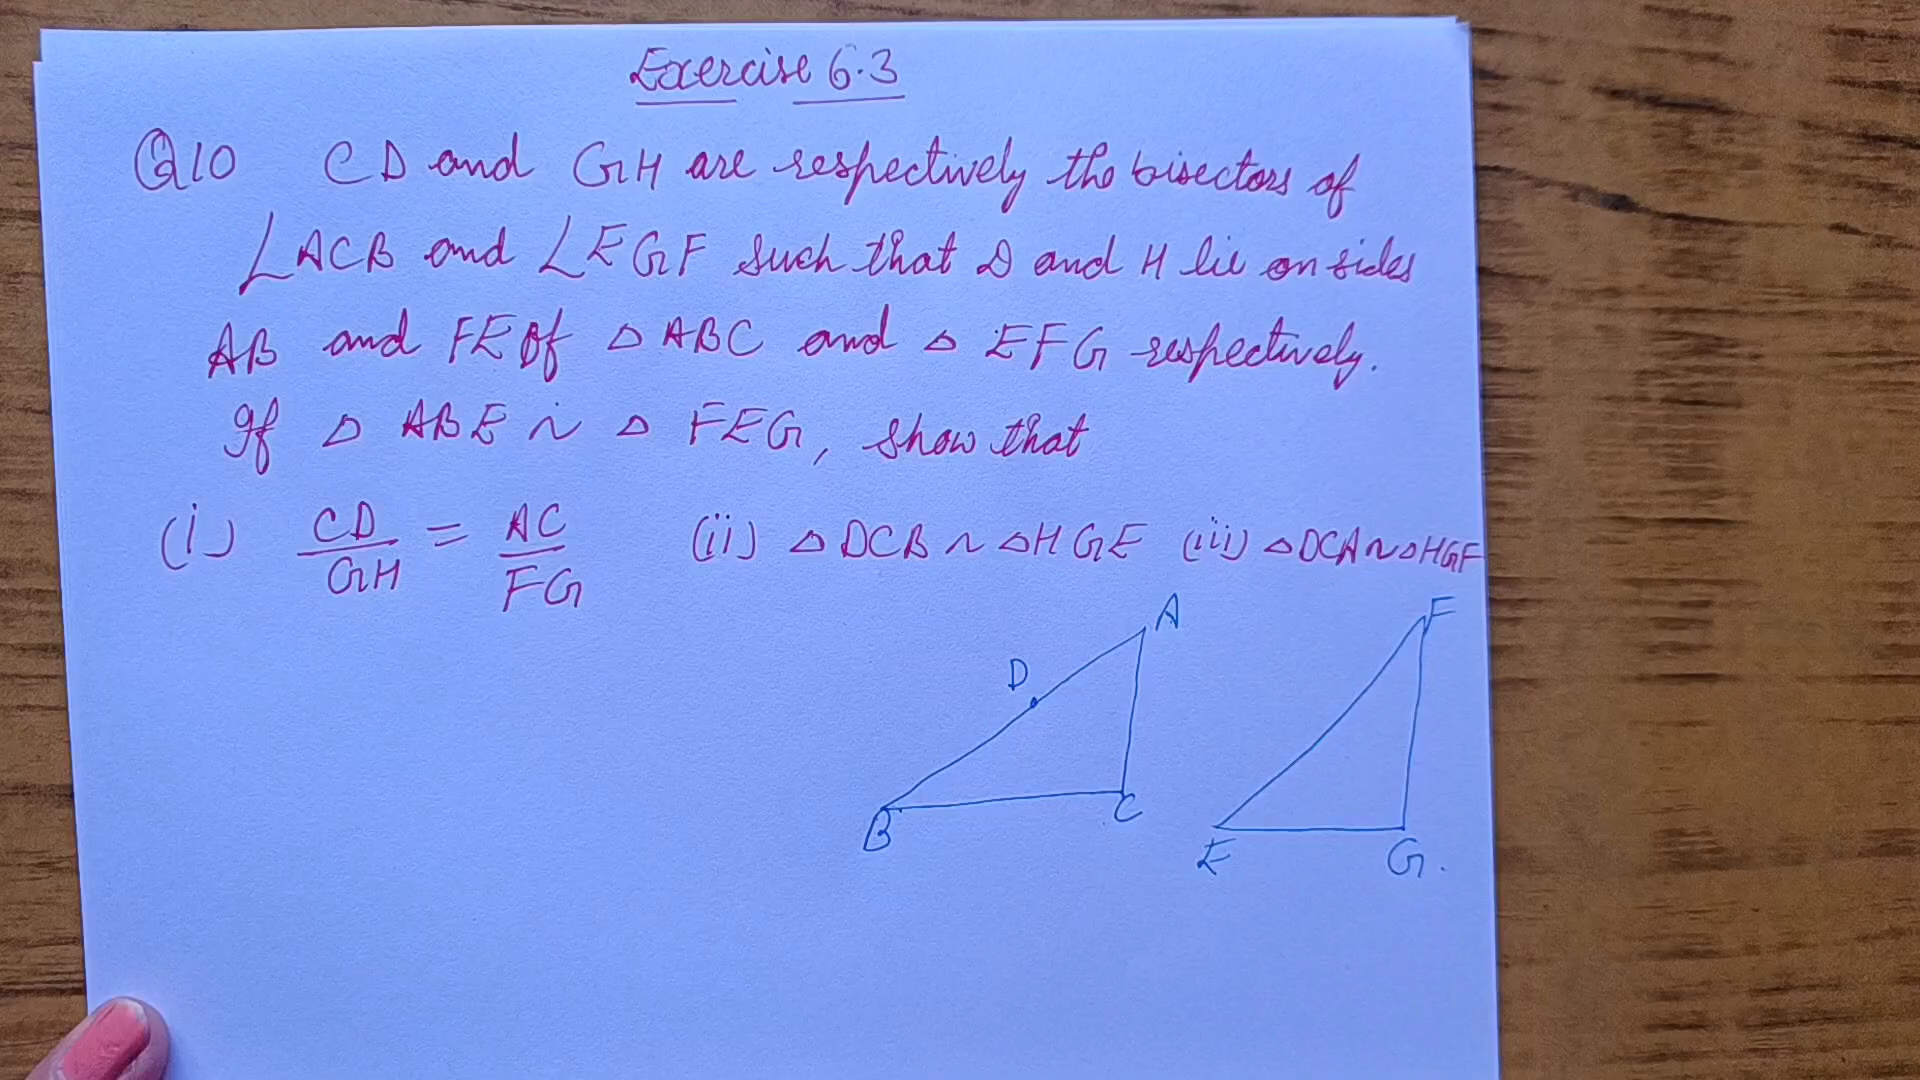 Exercise 6.3
Q10 CD and GH are respectively the bisectors of
∠ACB and ∠EGF such that D and H lie on sides
AB and FE of △ ABC and △ EFG respectively.
If △ ABE ~ △ FEG, show that
(i) CD/GH = AC/FG (ii) △DCB ~ △HGE (iii) △DCA ~ △HGF
A F
D
B C
E G.